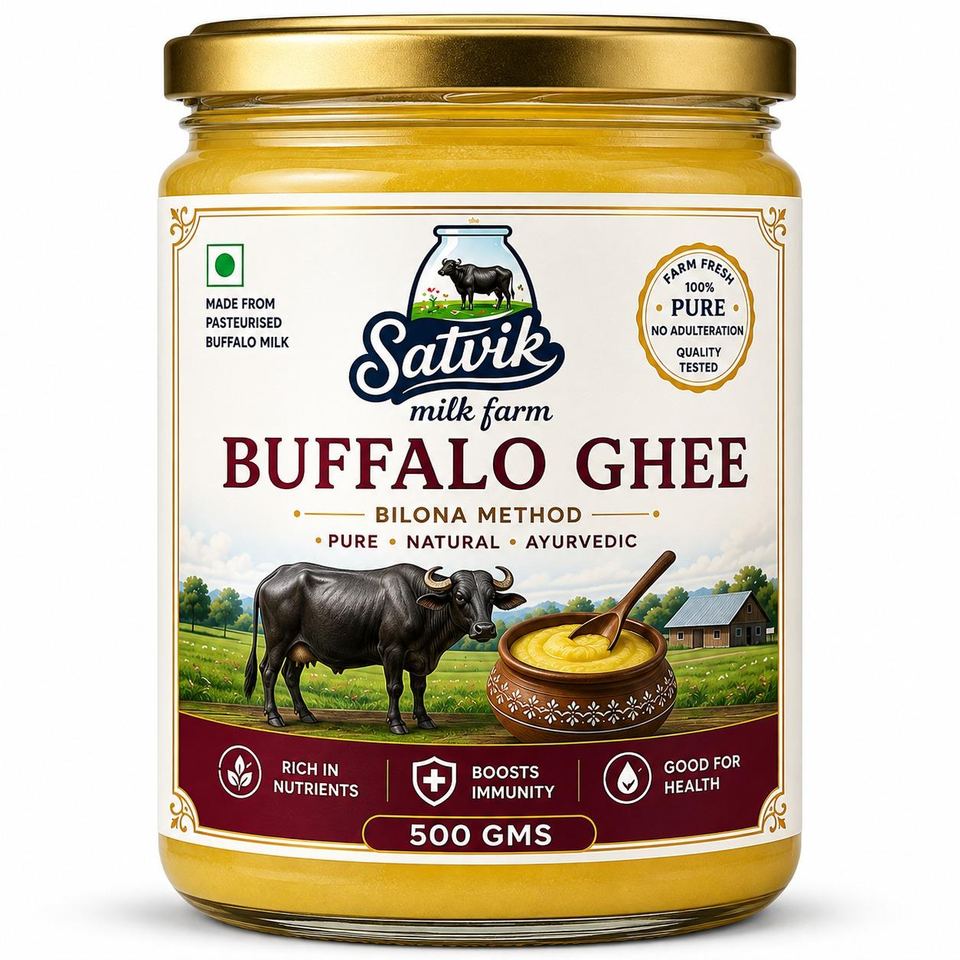 MADE FROM
PASTEURISED
BUFFALO MILK
the
Satvik
milk farm
FARM FRESH
100%
PURE
NO ADULTERATION
QUALITY
TESTED
BUFFALO GHEE
BILONA METHOD
• PURE • NATURAL • AYURVEDIC
RICH IN
NUTRIENTS
BOOSTS
IMMUNITY
GOOD FOR
HEALTH
500 GMS